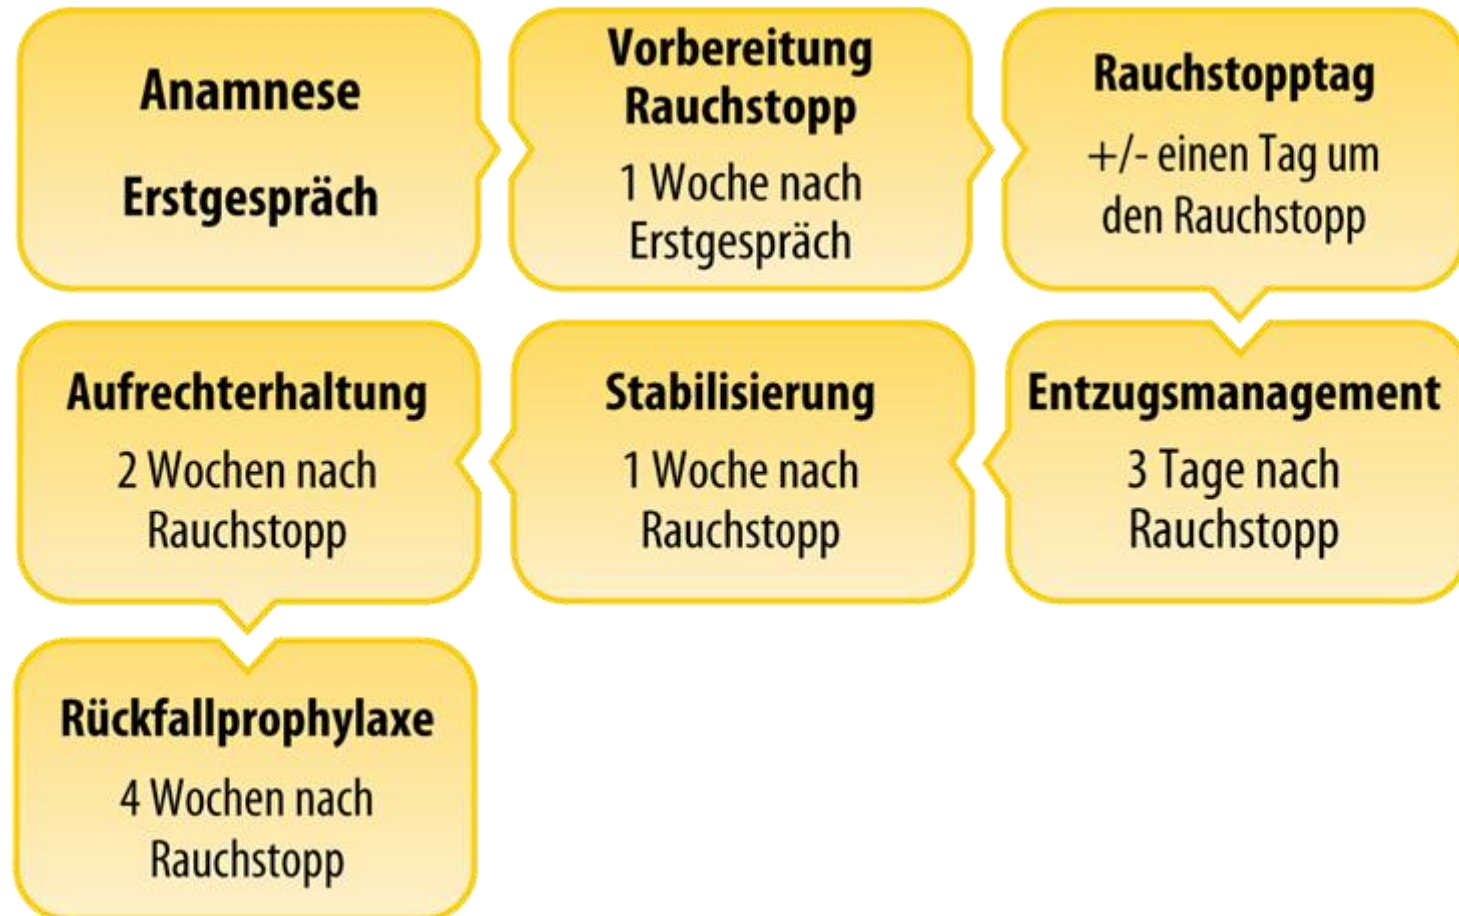 Anamnese
Erstgespräch
Vorbereitung
Rauchstopp
1 Woche nach
Erstgespräch
Rauchstopptag
+/- einen Tag um
den Rauchstopp
Entzugsmanagement
3 Tage nach
Rauchstopp
Stabilisierung
1 Woche nach
Rauchstopp
Aufrechterhaltung
2 Wochen nach
Rauchstopp
Rückfallprophylaxe
4 Wochen nach
Rauchstopp